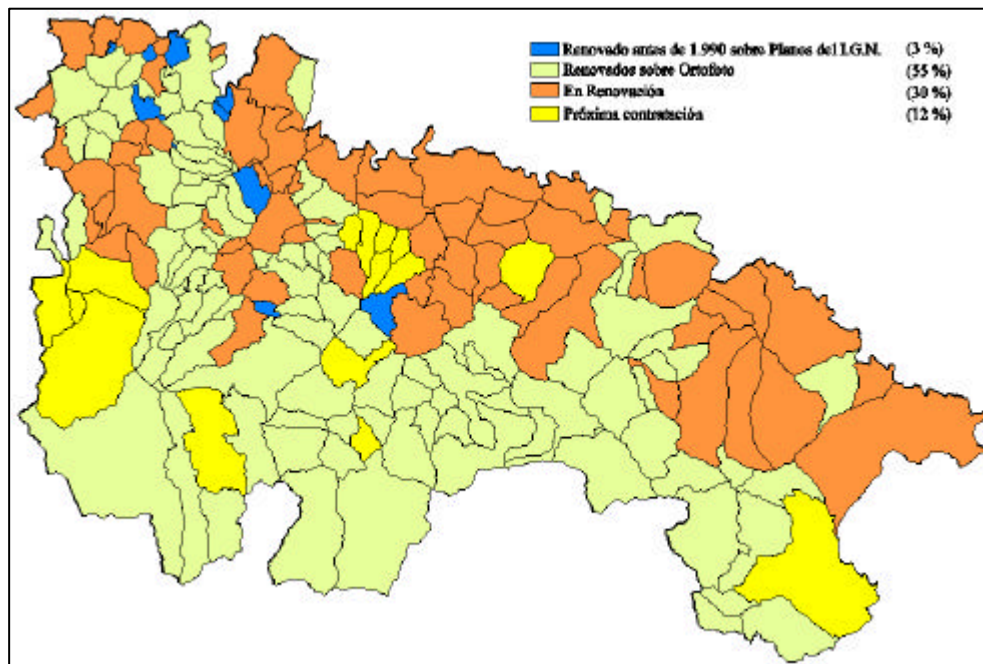 Renovado antes de 1.990 sobre Planos del I.G.N. (3 %)
Renovados sobre Ortofoto (55 %)
En Renovación (30 %)
Próxima contratación (12 %)